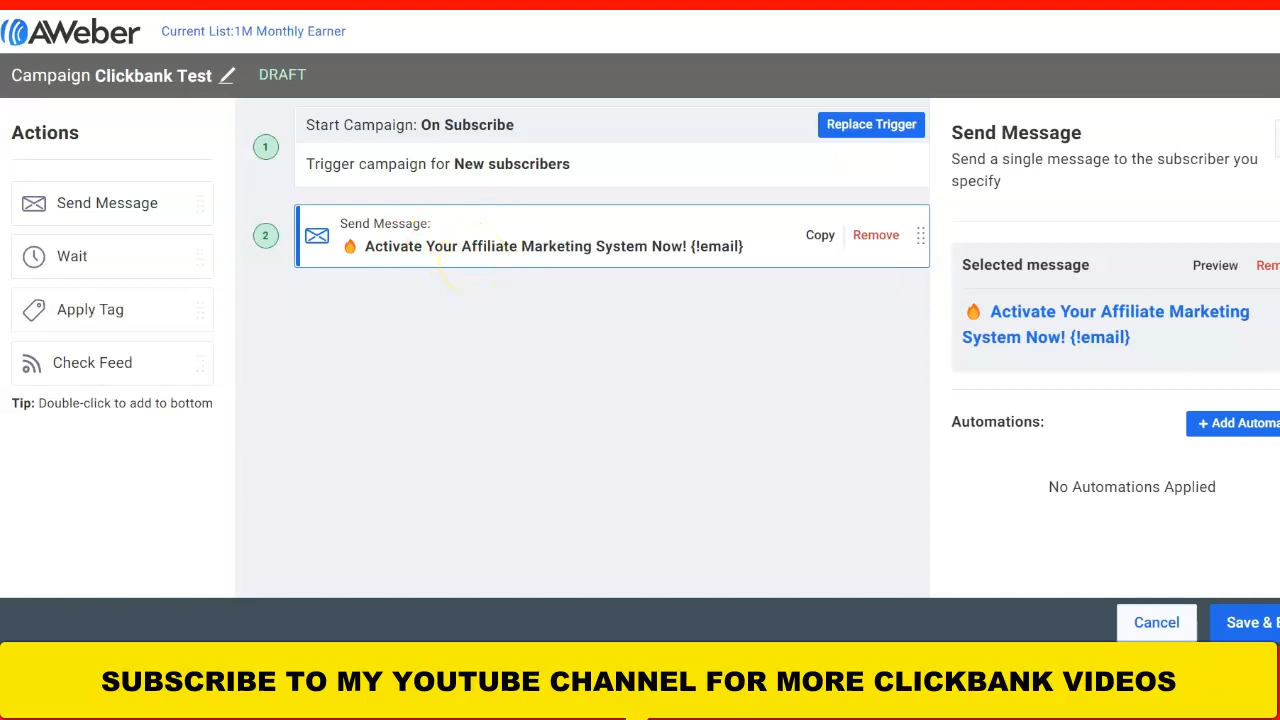 AWeber
Current List:1M Monthly Earner
Campaign Clickbank Test
DRAFT
Actions
Send Message
Wait
Apply Tag
Check Feed
Tip: Double-click to add to bottom
1
Start Campaign: On Subscribe
Replace Trigger
Trigger campaign for New subscribers
2
Send Message:
🔥 Activate Your Affiliate Marketing System Now! {!email}
Copy
Remove
Send Message
Send a single message to the subscriber you
specify
Selected message
Preview
Rem
🔥 Activate Your Affiliate Marketing
System Now! {!email}
Automations:
+ Add Automa
No Automations Applied
Cancel
Save & E
SUBSCRIBE TO MY YOUTUBE CHANNEL FOR MORE CLICKBANK VIDEOS